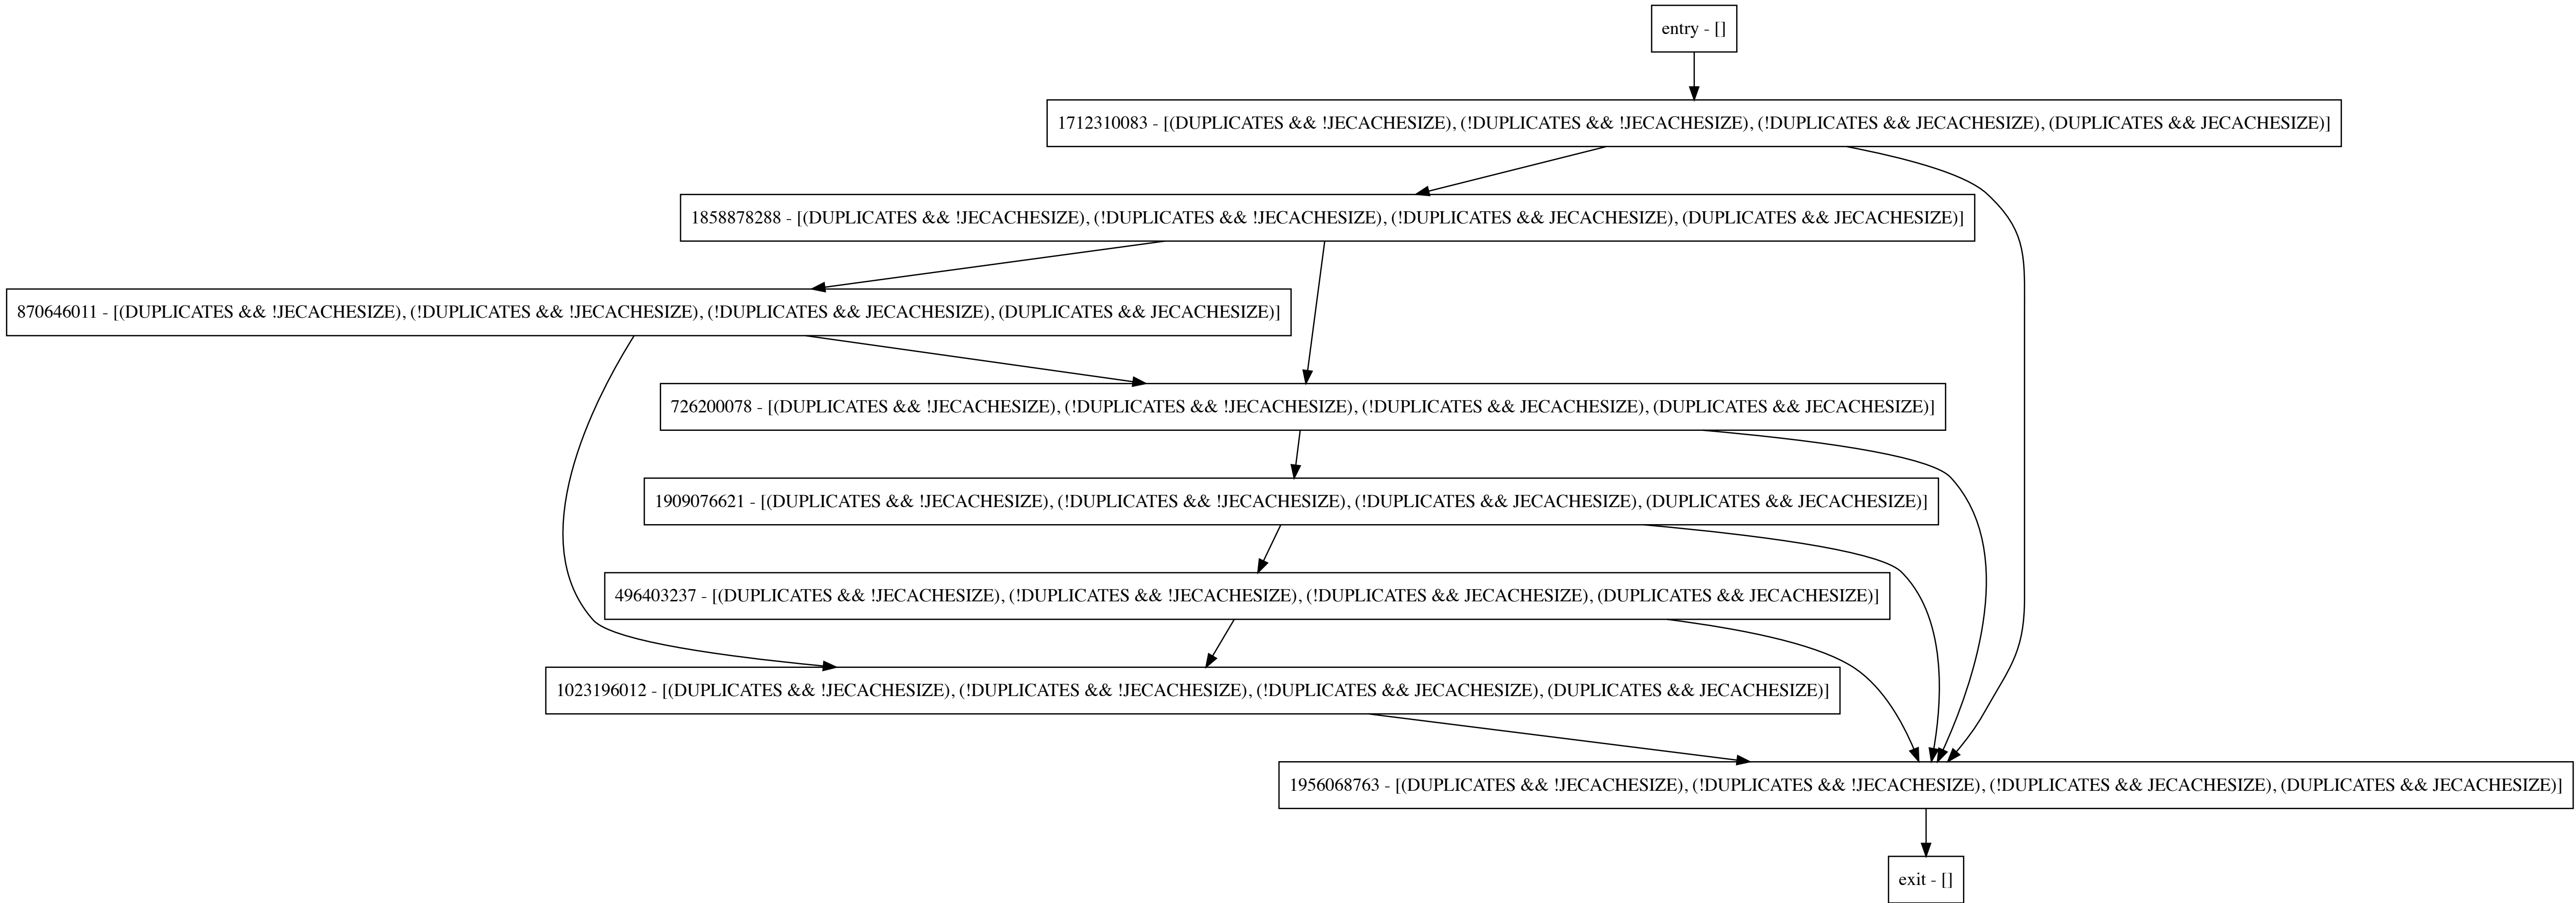 entry - []
1712310083 - [(DUPLICATES && !JECACHESIZE), (!DUPLICATES && !JECACHESIZE), (!DUPLICATES && JECACHESIZE), (DUPLICATES && JECACHESIZE)]
1858878288 - [(DUPLICATES && !JECACHESIZE), (!DUPLICATES && !JECACHESIZE), (!DUPLICATES && JECACHESIZE), (DUPLICATES && JECACHESIZE)]
870646011 - [(DUPLICATES && !JECACHESIZE), (!DUPLICATES && !JECACHESIZE), (!DUPLICATES && JECACHESIZE), (DUPLICATES && JECACHESIZE)]
726200078 - [(DUPLICATES && !JECACHESIZE), (!DUPLICATES && !JECACHESIZE), (!DUPLICATES && JECACHESIZE), (DUPLICATES && JECACHESIZE)]
1909076621 - [(DUPLICATES && !JECACHESIZE), (!DUPLICATES && !JECACHESIZE), (!DUPLICATES && JECACHESIZE), (DUPLICATES && JECACHESIZE)]
496403237 - [(DUPLICATES && !JECACHESIZE), (!DUPLICATES && !JECACHESIZE), (!DUPLICATES && JECACHESIZE), (DUPLICATES && JECACHESIZE)]
1023196012 - [(DUPLICATES && !JECACHESIZE), (!DUPLICATES && !JECACHESIZE), (!DUPLICATES && JECACHESIZE), (DUPLICATES && JECACHESIZE)]
1956068763 - [(DUPLICATES && !JECACHESIZE), (!DUPLICATES && !JECACHESIZE), (!DUPLICATES && JECACHESIZE), (DUPLICATES && JECACHESIZE)]
exit - []